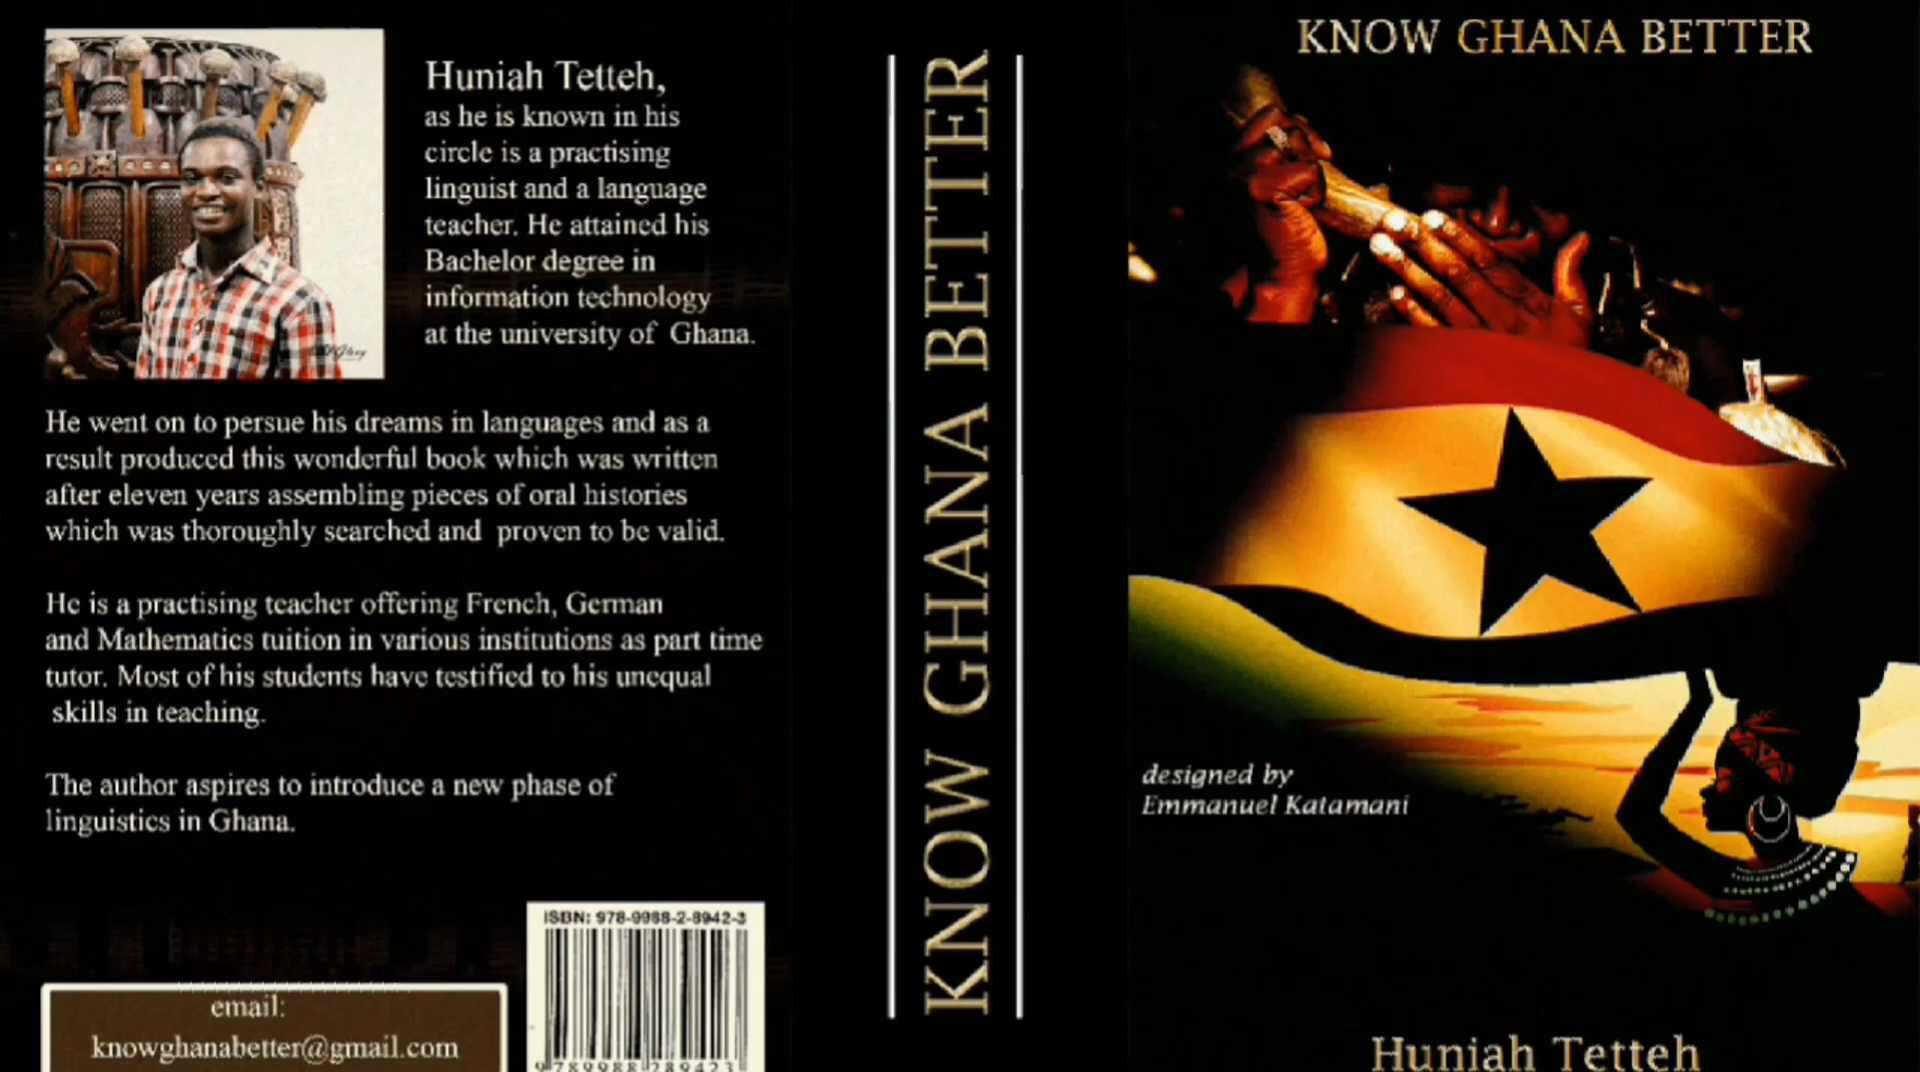 Huniah Tetteh,
as he is known in his
circle is a practising
linguist and a language
teacher. He attained his
Bachelor degree in
information technology
at the university of Ghana.
He went on to persue his dreams in languages and as a
result produced this wonderful book which was written
after eleven years assembling pieces of oral histories
which was thoroughly searched and proven to be valid.
He is a practising teacher offering French, German
and Mathematics tuition in various institutions as part time
tutor. Most of his students have testified to his unequal
skills in teaching.
The author aspires to introduce a new phase of
linguistics in Ghana.
ISBN: 978-9988-2-8942-3
9 789988 289423
email:
knowghanabetter@gmail.com
KNOW GHANA BETTER
KNOW GHANA BETTER
designed by
Emmanuel Katamani
Huniah Tetteh